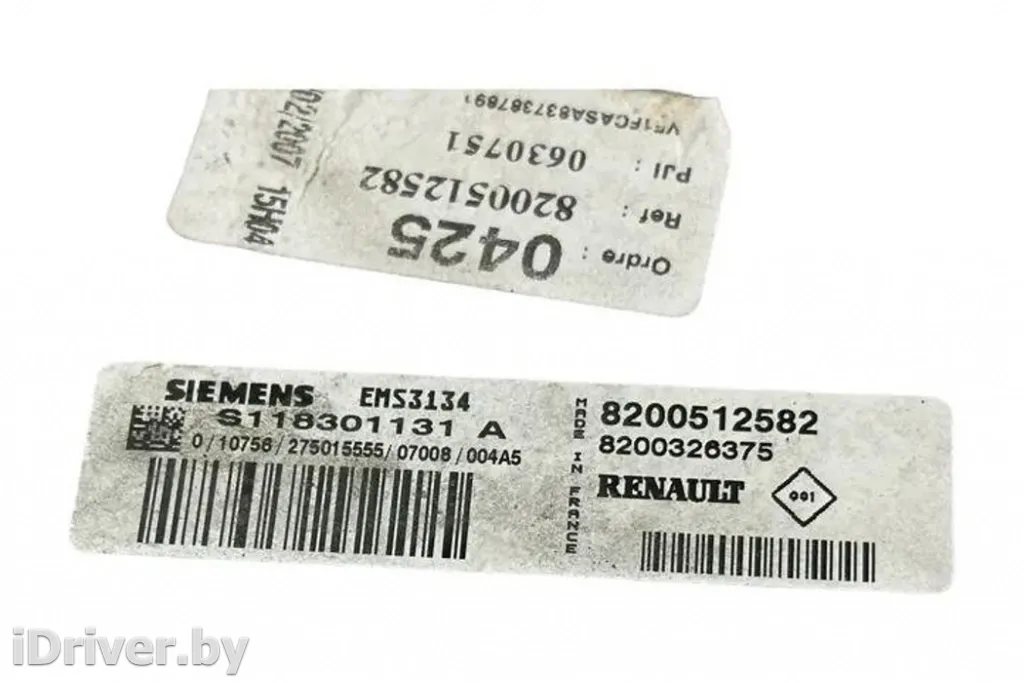 Ordre : 0425
Ref : 8200512582
PJI : 0630751
VF1FCASA83738789
02/2007 15H04
SIEMENS EMS3134
S118301131 A
0/10756/275015555/07008/004A5
MADE IN FRANCE
8200512582
8200326375
RENAULT 001
iDriver.by